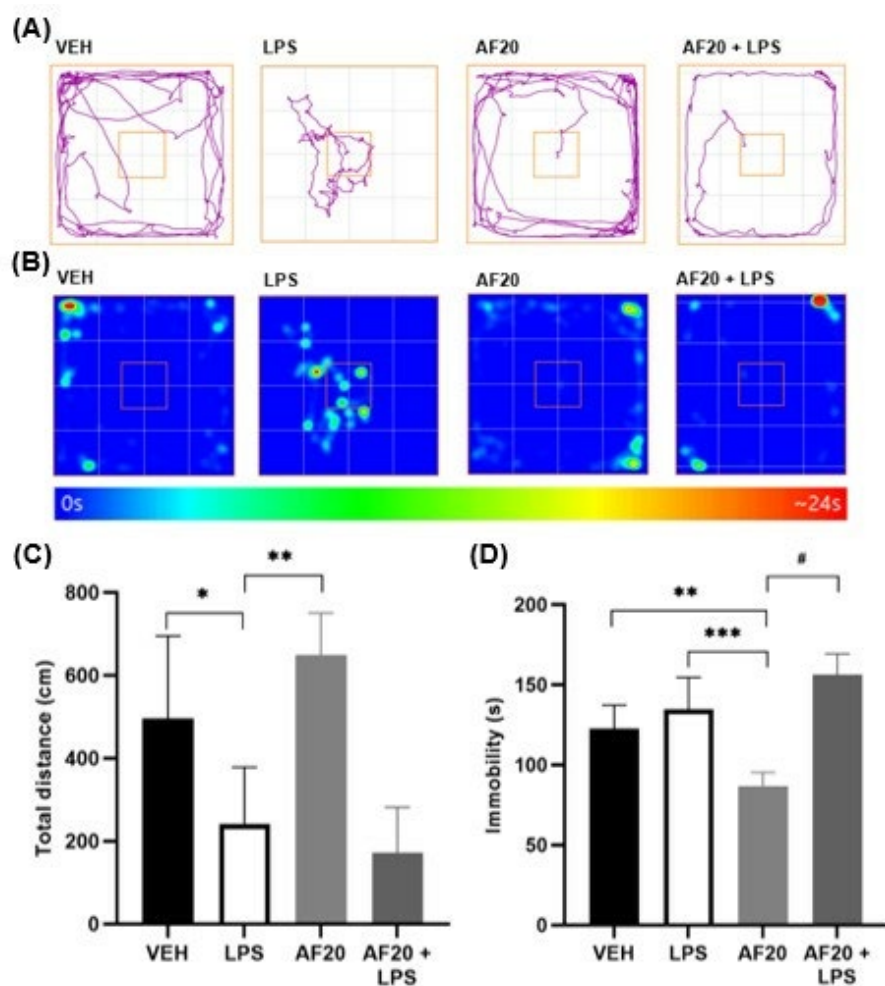 (A)
VEH LPS AF20 AF20 + LPS
(B)
VEH LPS AF20 AF20 + LPS
0s ~24s
(C)
* **
800
600
400
200
0
Total distance (cm)
VEH LPS AF20 AF20 + LPS
(D)
#
**
***
200
150
100
50
0
Immobility (s)
VEH LPS AF20 AF20 + LPS